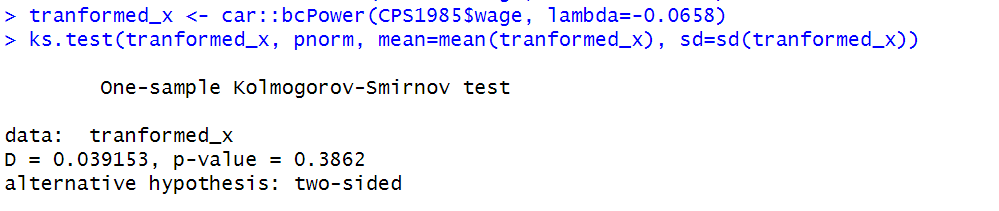 > tranformed_x <- car::bcPower(CPS1985$wage, lambda=-0.0658)
> ks.test(tranformed_x, pnorm, mean=mean(tranformed_x), sd=sd(tranformed_x))
One-sample Kolmogorov-Smirnov test
data:  tranformed_x
D = 0.039153, p-value = 0.3862
alternative hypothesis: two-sided